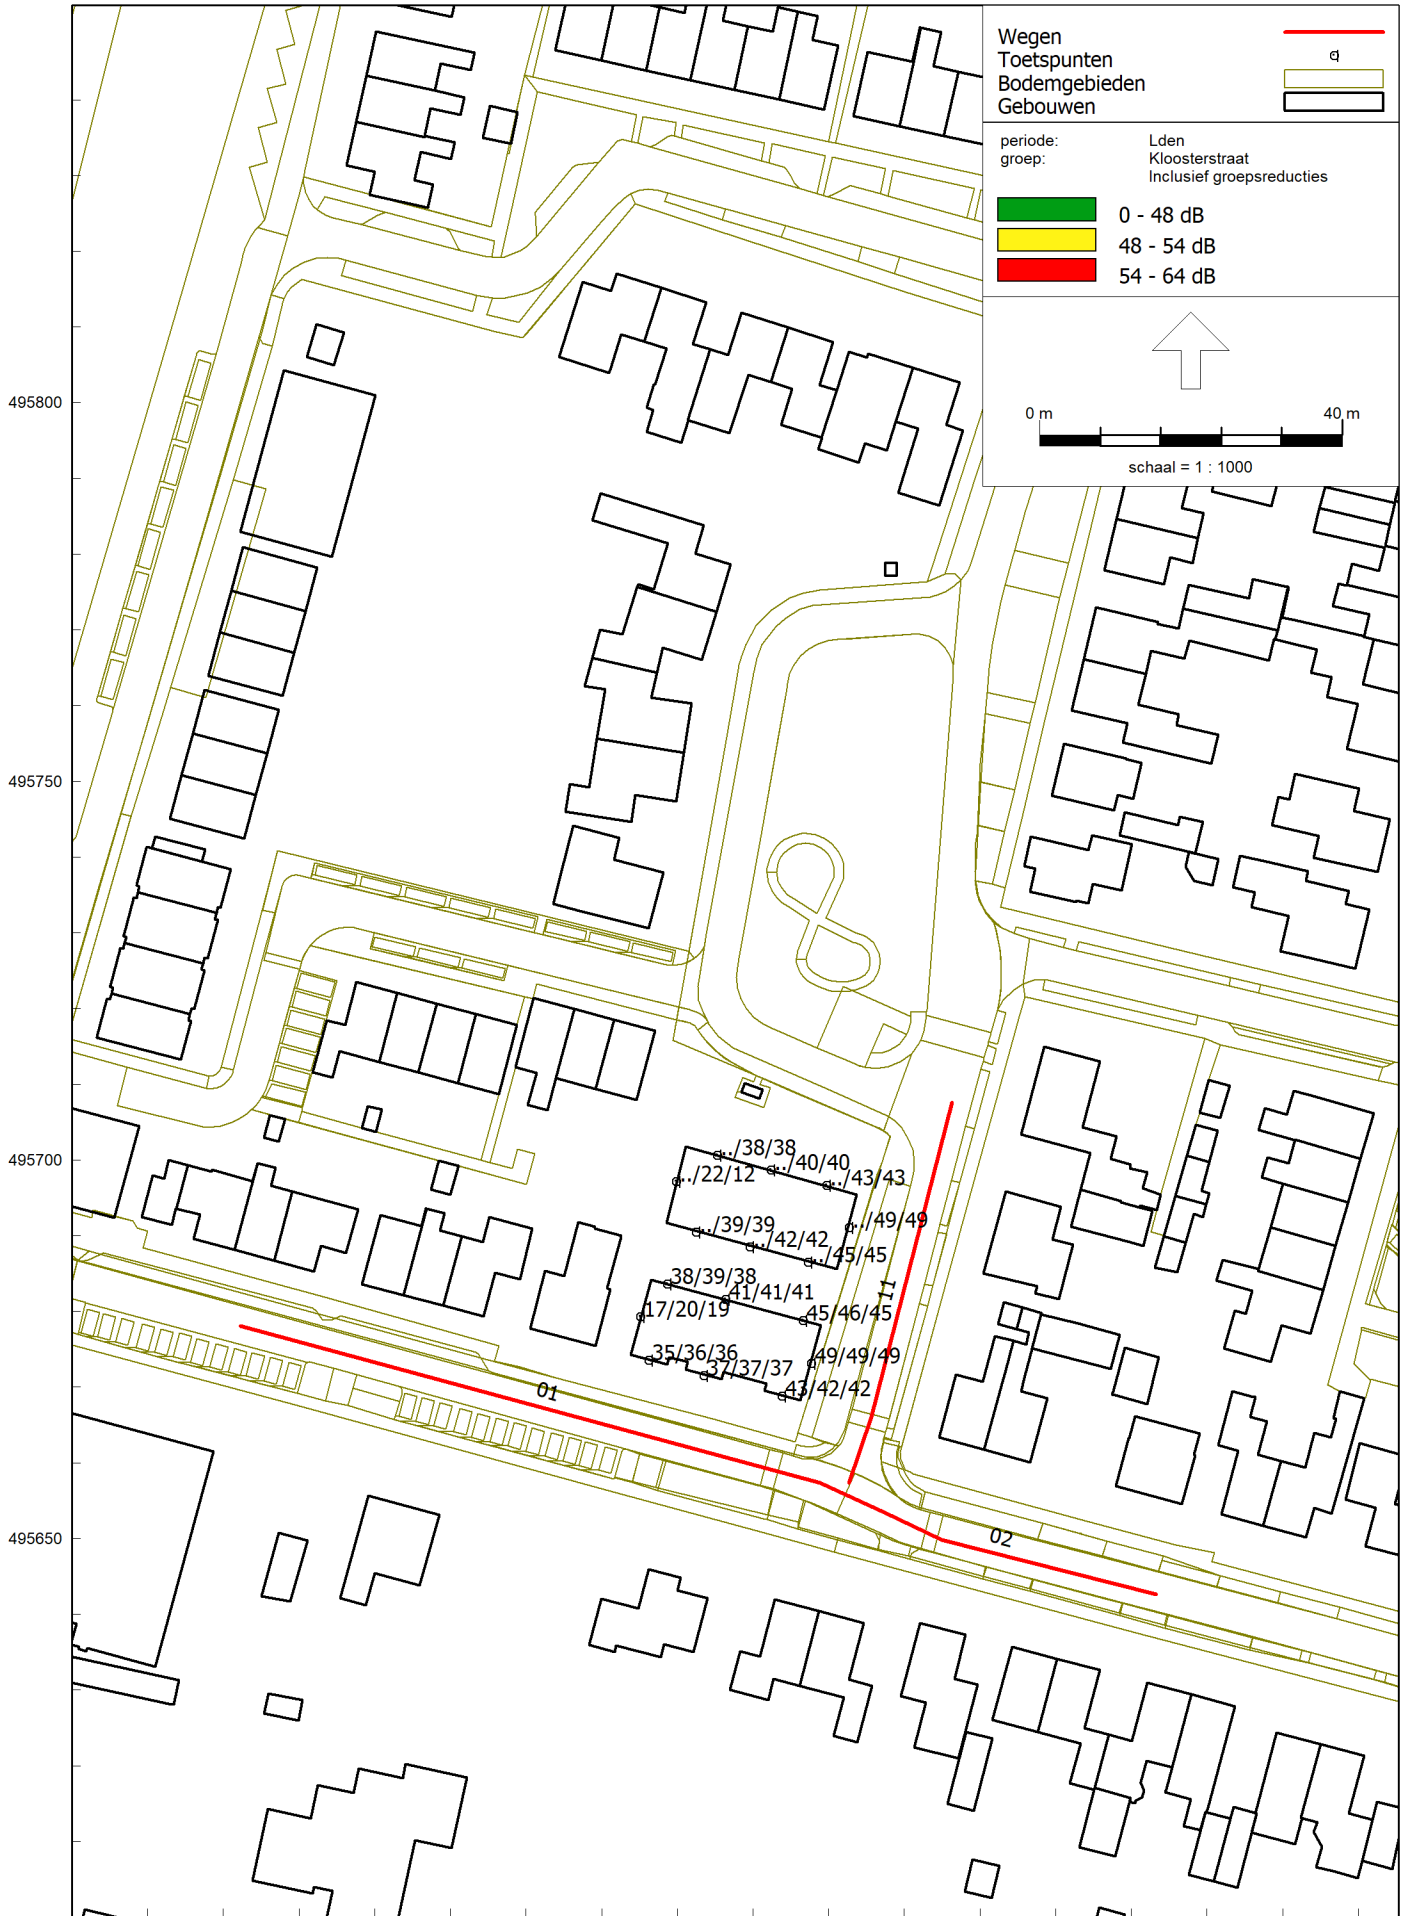 Wegen
Toetspunten
Bodemgebieden
Gebouwen
periode: Lden
groep: Kloosterstraat
Inclusief groepsreducties
0 - 48 dB
48 - 54 dB
54 - 64 dB
0 m 40 m
schaal = 1 : 1000
495800
495750
495700
495650
../38/38
../40/40
../22/12
../43/43
../39/39
../49/49
../42/42
../45/45
11
38/39/38
41/41/41
17/20/19
45/46/45
35/36/36
37/37/37
49/49/49
43/42/42
01
02